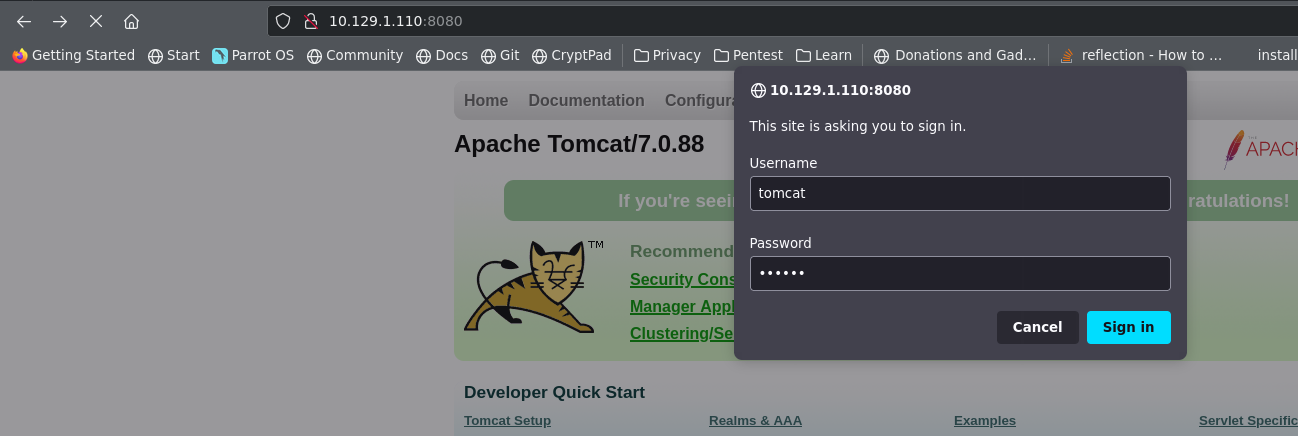 10.129.1.110:8080
Getting Started Start Parrot OS Community Docs Git CryptPad Privacy Pentest Learn Donations and Gad… reflection - How to … install
10.129.1.110:8080
This site is asking you to sign in.
Username
tomcat
Password
••••••
Cancel Sign in
Home Documentation Configura
Apache Tomcat/7.0.88
THE
APACH
If you're seei ratulations!
TM
Recommend
Security Cons
Manager Appl
Clustering/Se
Developer Quick Start
Tomcat Setup Realms & AAA Examples Servlet Specific